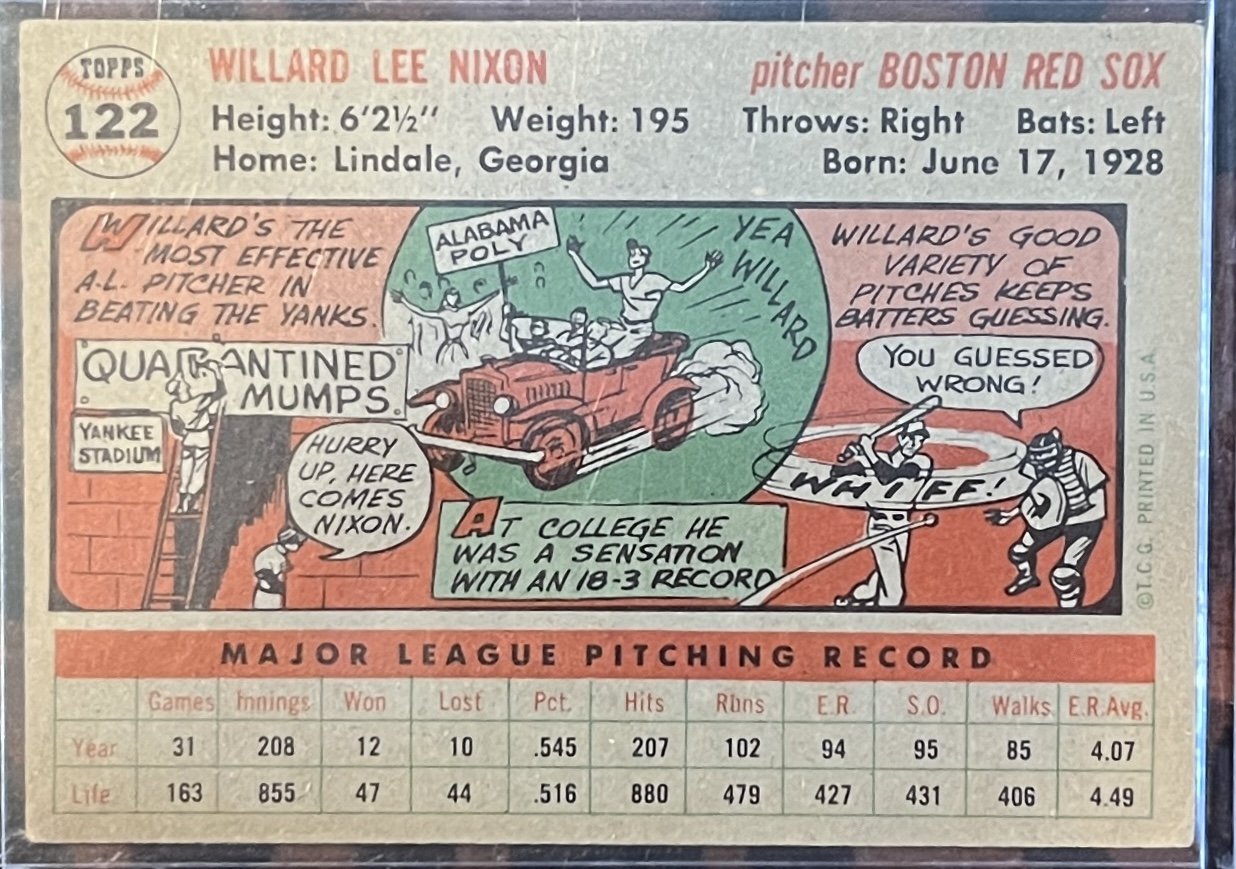 TOPPS
122
WILLARD LEE NIXON
pitcher BOSTON RED SOX
Height: 6'2½" Weight: 195 Throws: Right Bats: Left
Home: Lindale, Georgia Born: June 17, 1928
WILLARD'S THE
MOST EFFECTIVE
A.L. PITCHER IN
BEATING THE YANKS.
QUARANTINED
MUMPS.
YANKEE
STADIUM
HURRY
UP, HERE
COMES
NIXON.
ALABAMA
POLY
YEA
WILLARD
AT COLLEGE HE
WAS A SENSATION
WITH AN 18-3 RECORD
WILLARD'S GOOD
VARIETY OF
PITCHES KEEPS
BATTERS GUESSING.
YOU GUESSED
WRONG!
WHIFF!
©T.C.G. PRINTED IN U.S.A.
MAJOR LEAGUE PITCHING RECORD
Games Innings Won Lost Pct. Hits Runs E.R. S.O. Walks E.R.Avg.
Year 31 208 12 10 .545 207 102 94 95 85 4.07
Life 163 855 47 44 .516 880 479 427 431 406 4.49